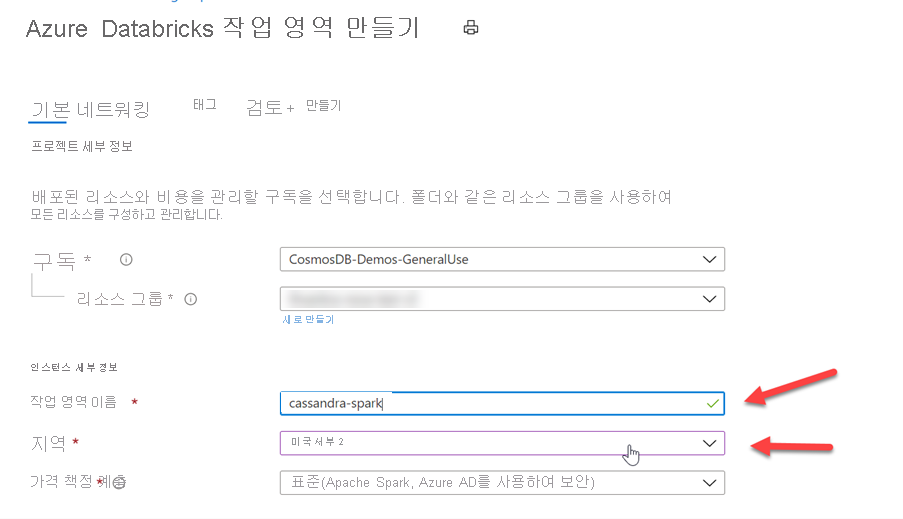 Azure Databricks 작업 영역 만들기
기본 네트워킹 태그 검토+ 만들기
프로젝트 세부 정보
배포된 리소스와 비용을 관리할 구독을 선택합니다. 폴더와 같은 리소스 그룹을 사용하여
모든 리소스를 구성하고 관리합니다.
구독 * CosmosDB-Demos-GeneralUse
리소스 그룹 *
새로 만들기
인스턴스 세부 정보
작업 영역 이름 * cassandra-spark
지역 * 미국 서부 2
가격 책정 * 표준(Apache Spark, Azure AD를 사용하여 보안)